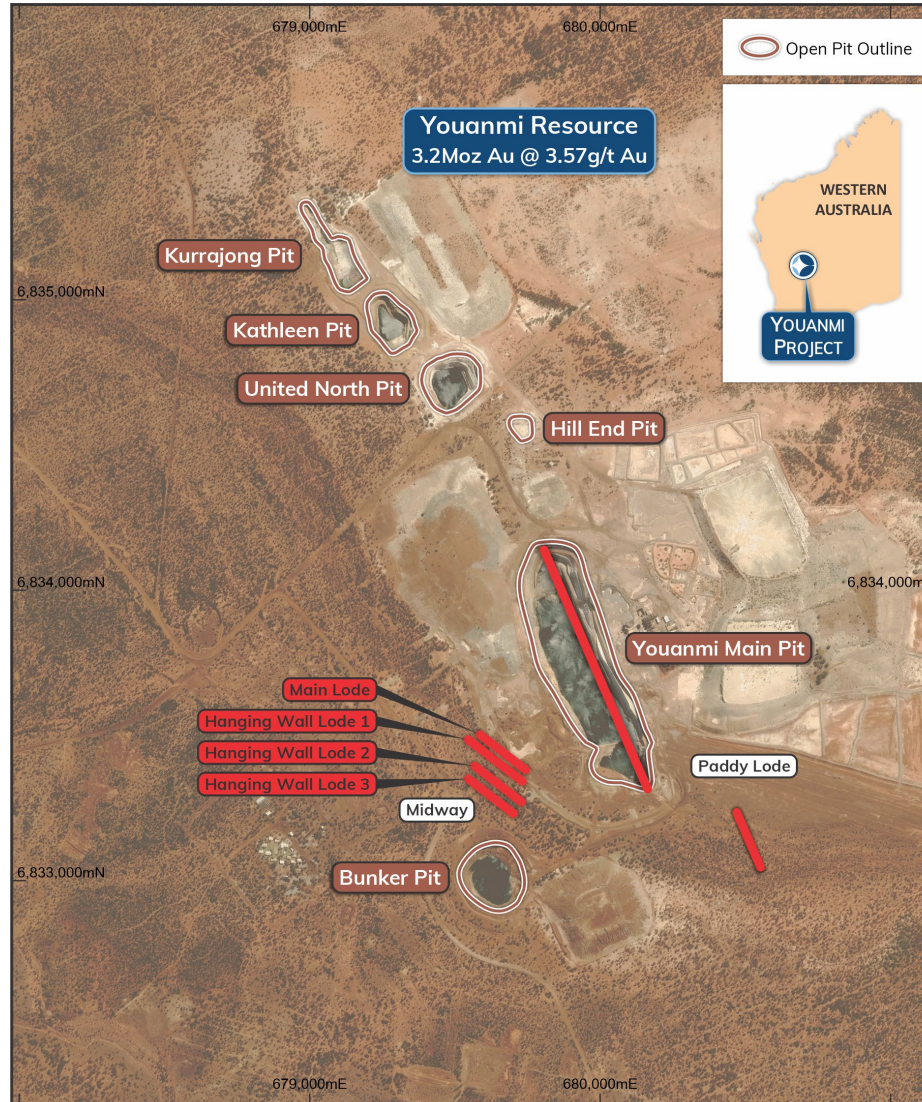 679,000mE
680,000mE
Open Pit Outline
Youanmi Resource
3.2Moz Au @ 3.57g/t Au
WESTERN
AUSTRALIA
YOUANMI
PROJECT
Kurrajong Pit
6,835,000mN
Kathleen Pit
United North Pit
Hill End Pit
6,834,000mN
6,834,000m
Youanmi Main Pit
Main Lode
Hanging Wall Lode 1
Hanging Wall Lode 2
Hanging Wall Lode 3
Paddy Lode
Midway
Bunker Pit
6,833,000mN
679,000mE
680,000mE